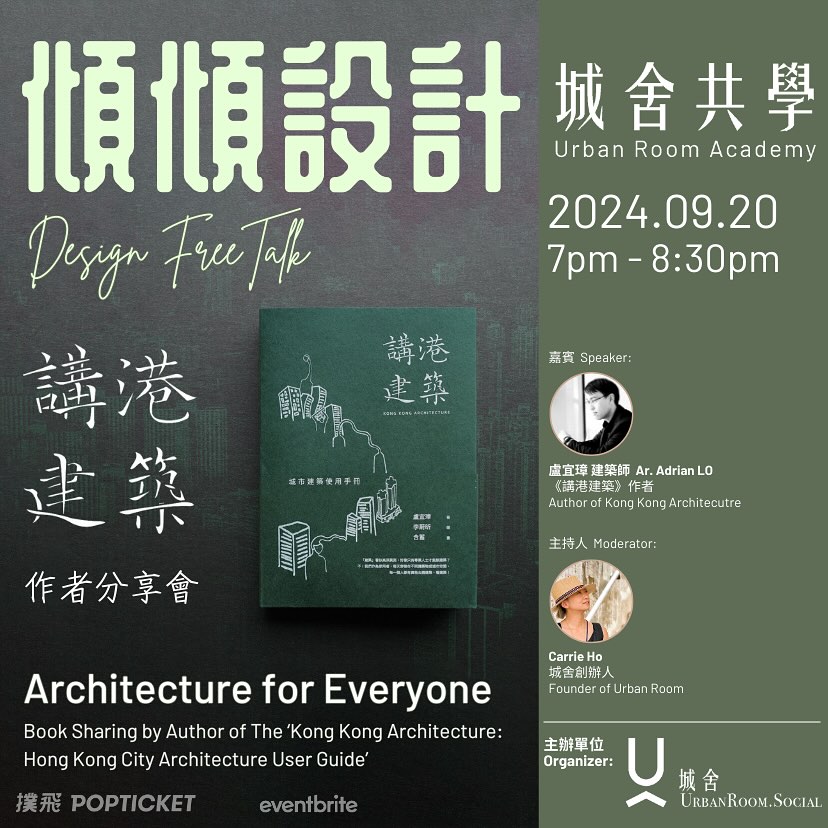 傾傾設計
Design Free Talk
講港
建築
作者分享會
講港
建築
KONG KONG ARCHITECTURE
城市建築使用手冊
盧宜璋 著
Architecture for Everyone
Book Sharing by Author of The ‘Kong Kong Architecture:
Hong Kong City Architecture User Guide’
撲飛 POPTICKET
eventbrite
城舍共學
Urban Room Academy
2024.09.20
7pm - 8:30pm
嘉賓 Speaker:
盧宜璋 建築師 Ar. Adrian LO
《講港建築》作者
Author of Kong Kong Architecutre
主持人 Moderator:
Carrie Ho
城舍創辦人
Founder of Urban Room
主辦單位
Organizer:
城舍
URBANROOM.SOCIAL